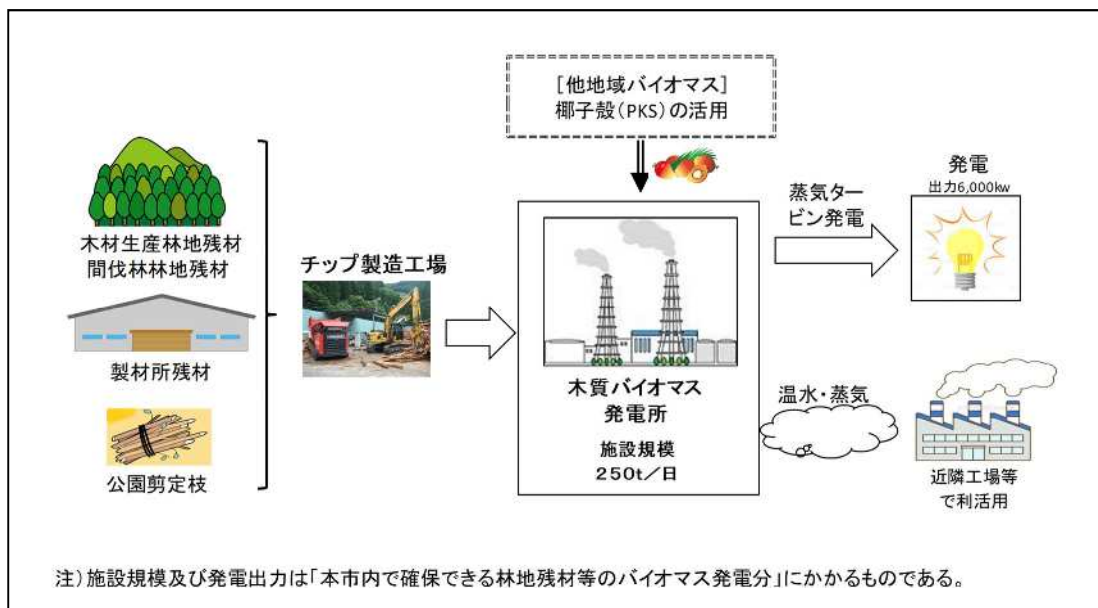 [他地域バイオマス]
椰子殻(PKS)の活用
木材生産林地残材
間伐林林地残材
製材所残材
公園剪定枝
チップ製造工場
木質バイオマス
発電所
施設規模
250t/日
蒸気ター
ビン発電
発電
出力6,000kw
温水・蒸気
近隣工場等
で利活用
注)施設規模及び発電出力は「本市内で確保できる林地残材等のバイオマス発電分」にかかるものである。